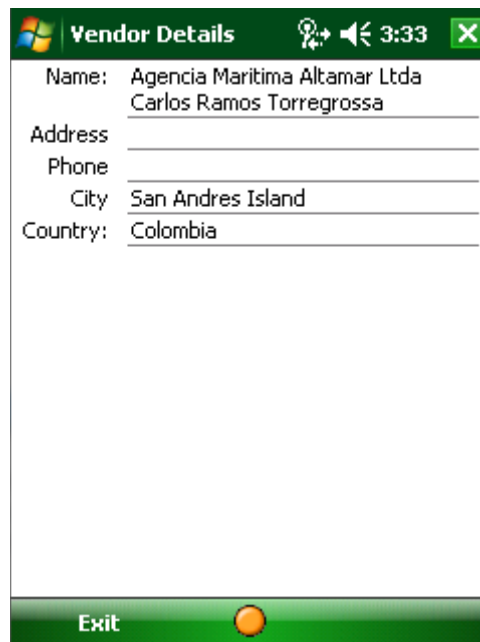 Vendor Details 3:33
Name: Agencia Maritima Altamar Ltda
Carlos Ramos Torregrossa
Address
Phone
City San Andres Island
Country: Colombia
Exit